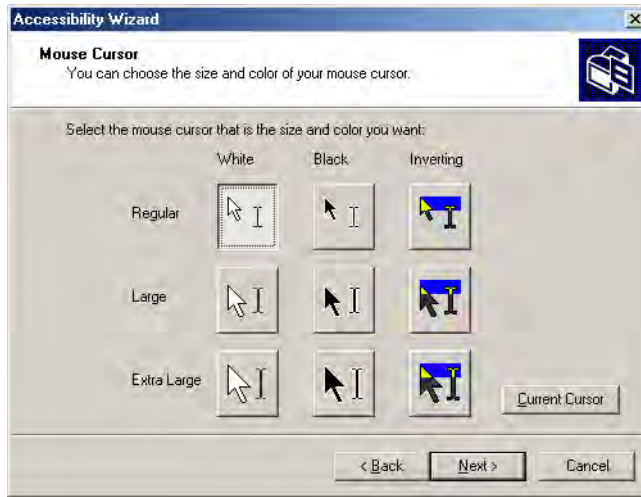 Accessibility Wizard
Mouse Cursor
You can choose the size and color of your mouse cursor.
Select the mouse cursor that is the size and color you want:
White Black Inverting
Regular
Large
Extra Large
Current Cursor
< Back Next > Cancel